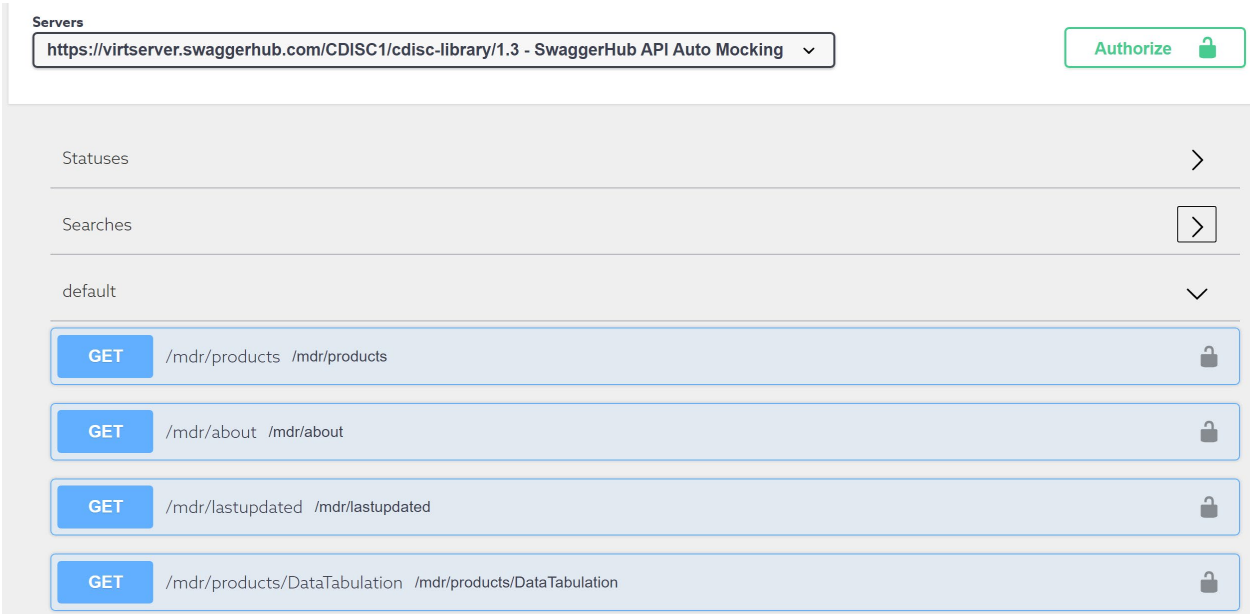 Servers
https://virtserver.swaggerhub.com/CDISC1/cdisc-library/1.3 - SwaggerHub API Auto Mocking
Authorize
Statuses
Searches
default
GET /mdr/products /mdr/products
GET /mdr/about /mdr/about
GET /mdr/lastupdated /mdr/lastupdated
GET /mdr/products/DataTabulation /mdr/products/DataTabulation